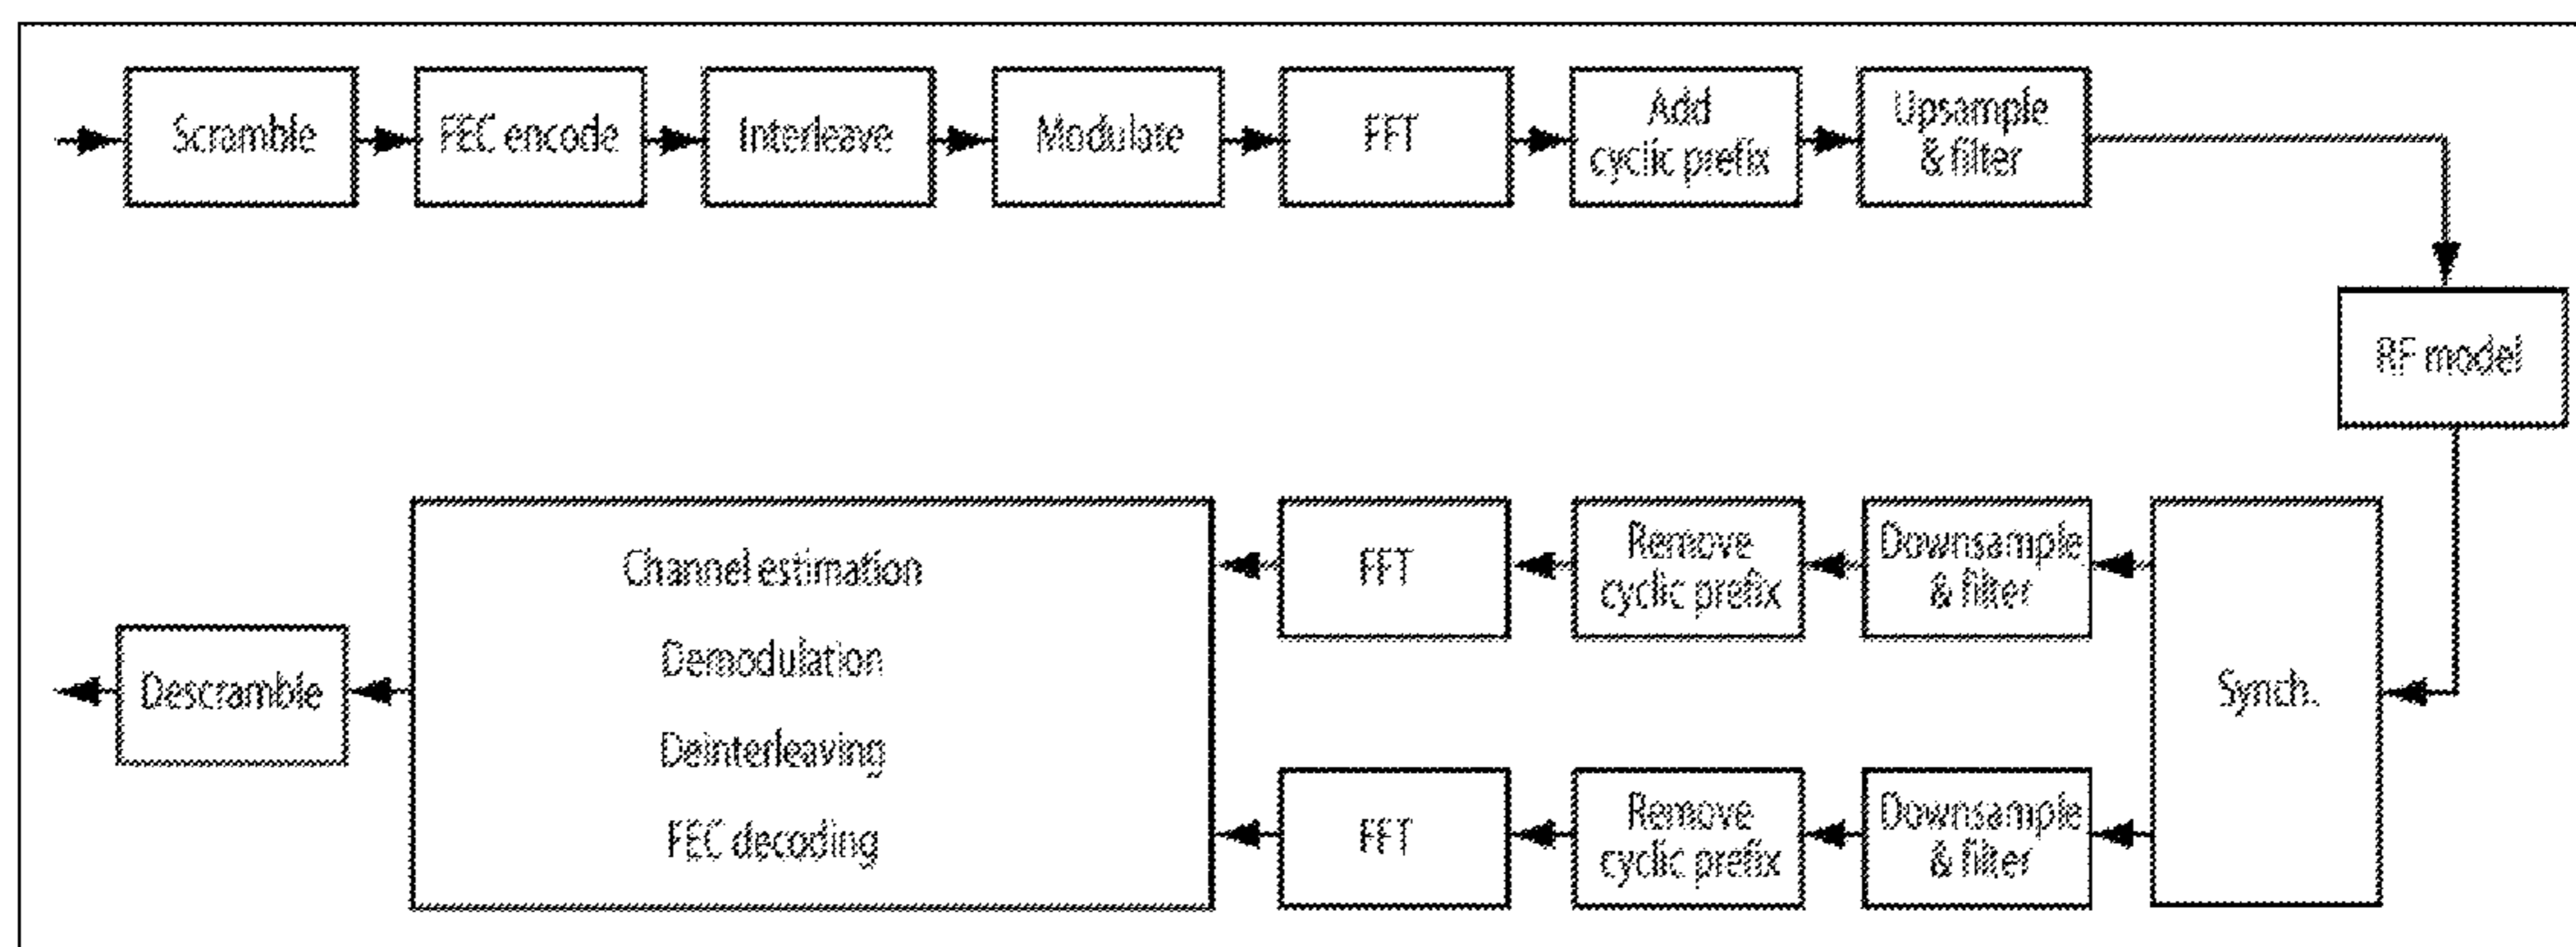 Scramble
FEC encode
Interleave
Modulate
FFT
Add
cyclic prefix
Upsample
& filter
RF model
Channel estimation
Demodulation
Deinterleaving
FEC decoding
FFT
Remove
cyclic prefix
Downsample
& filter
Descramble
Synch.
FFT
Remove
cyclic prefix
Downsample
& filter